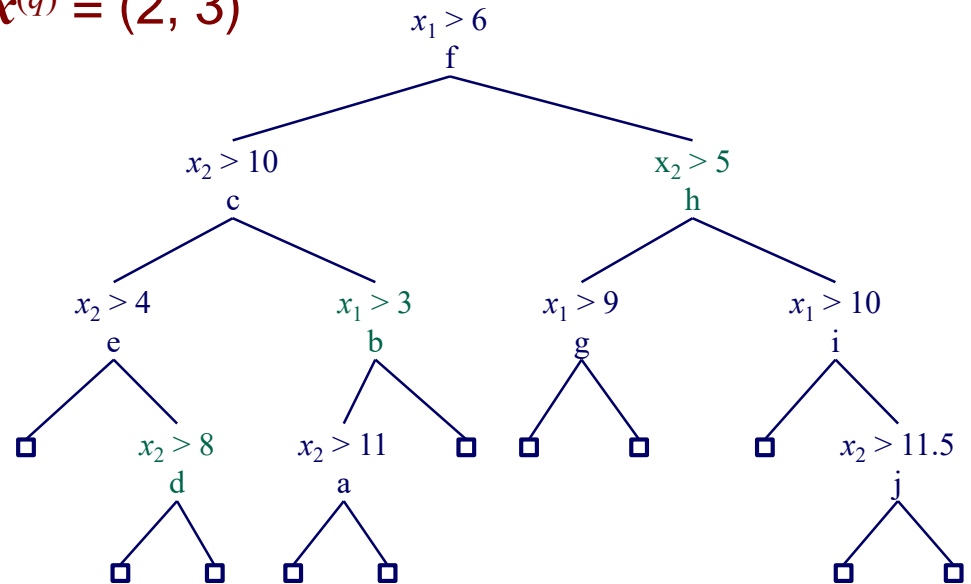 x⁽q⁾ = (2, 3)
x₁ > 6
f
x₂ > 10
x₂ > 5
c
h
x₂ > 4
x₁ > 3
x₁ > 9
x₁ > 10
e
b
g
i
x₂ > 8
x₂ > 11
x₂ > 11.5
d
a
j